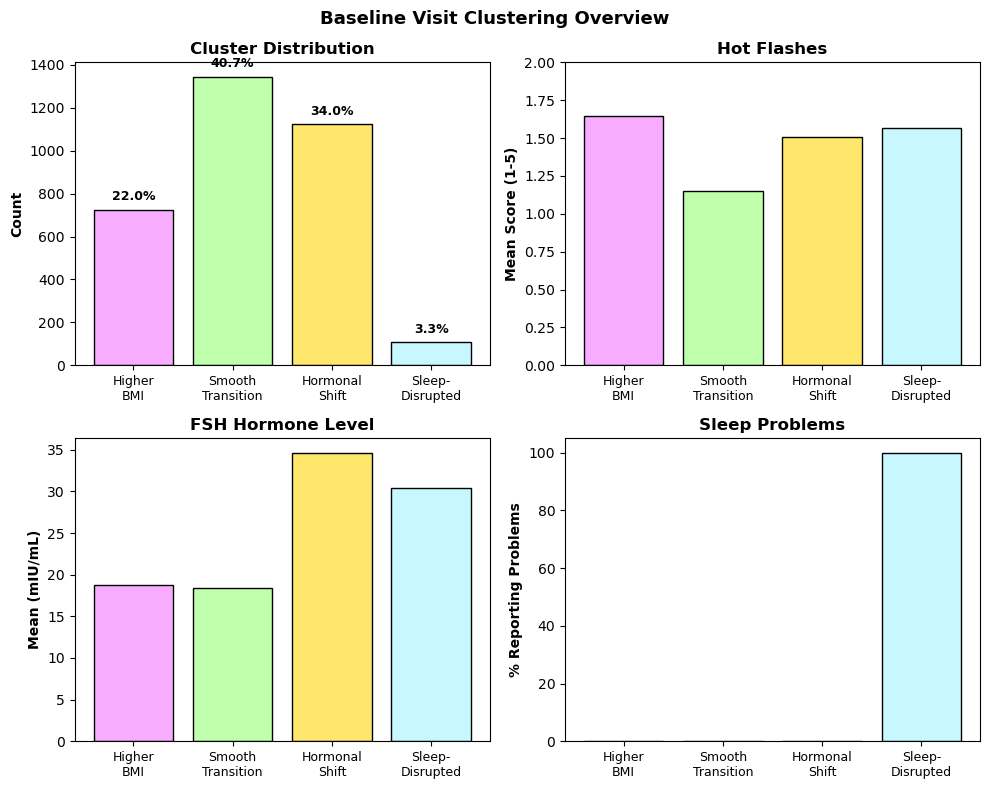 Baseline Visit Clustering Overview
Cluster Distribution
Count
1400
1200
1000
800
600
400
200
0
22.0%
40.7%
34.0%
3.3%
Higher
BMI
Smooth
Transition
Hormonal
Shift
Sleep-
Disrupted
Hot Flashes
Mean Score (1-5)
2.00
1.75
1.50
1.25
1.00
0.75
0.50
0.25
0.00
Higher
BMI
Smooth
Transition
Hormonal
Shift
Sleep-
Disrupted
FSH Hormone Level
Mean (mIU/mL)
35
30
25
20
15
10
5
0
Higher
BMI
Smooth
Transition
Hormonal
Shift
Sleep-
Disrupted
Sleep Problems
% Reporting Problems
100
80
60
40
20
0
Higher
BMI
Smooth
Transition
Hormonal
Shift
Sleep-
Disrupted